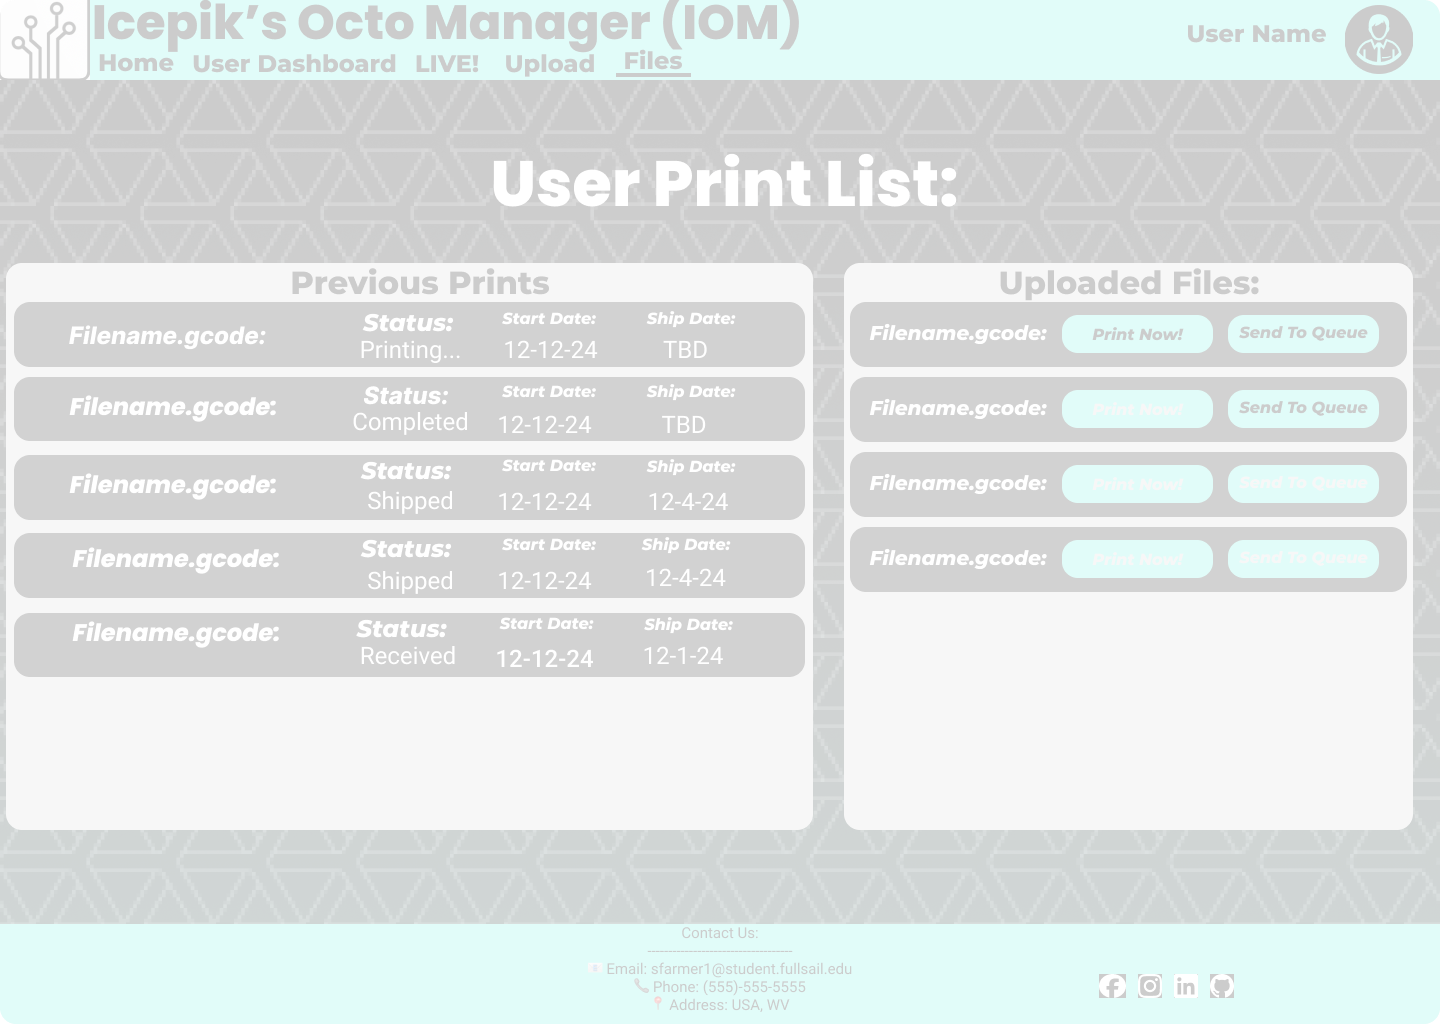 Icepik’s Octo Manager (IOM)
Home User Dashboard LIVE! Upload Files
User Name
User Print List:
Previous Prints
Filename.gcode: Status: Start Date: Ship Date:
Printing... 12-12-24 TBD
Filename.gcode: Status: Start Date: Ship Date:
Completed 12-12-24 TBD
Filename.gcode: Status: Start Date: Ship Date:
Shipped 12-12-24 12-4-24
Filename.gcode: Status: Start Date: Ship Date:
Shipped 12-12-24 12-4-24
Filename.gcode: Status: Start Date: Ship Date:
Received 12-12-24 12-1-24
Uploaded Files:
Filename.gcode: Print Now! Send To Queue
Filename.gcode: Print Now! Send To Queue
Filename.gcode: Print Now! Send To Queue
Filename.gcode: Print Now! Send To Queue
Contact Us:
------------------------------------
📧 Email: sfarmer1@student.fullsail.edu
📞 Phone: (555)-555-5555
📍 Address: USA, WV